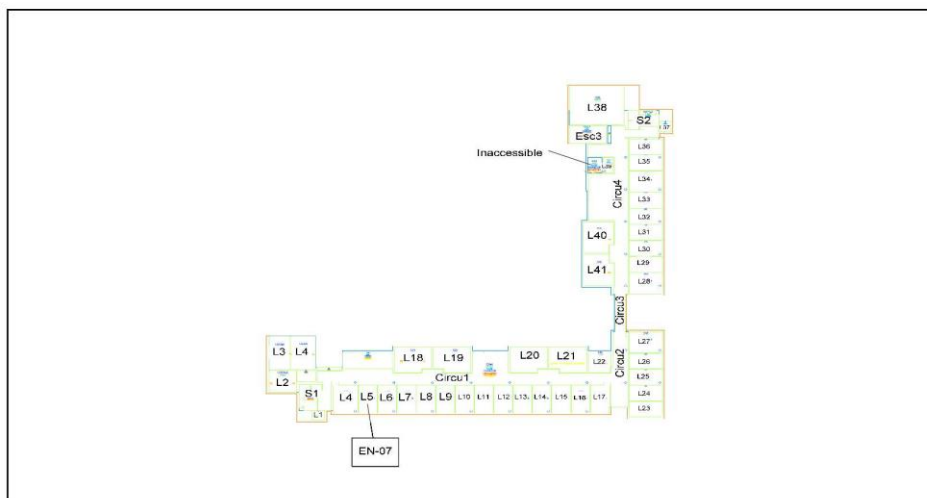 L38
S2
L37
Esc3
L36
Inaccessible
L35
L34
Circu4
L33
L32
L31
L40
L30
L29
L41
L28
Circu3
L3
L4
L18
L19
L20
L21
L22
Circu2
L27
L26
L2
Circu1
L25
S1
L4
L5
L6
L7
L8
L9
L10
L11
L12
L13
L14
L15
L16
L17
L24
L1
L23
EN-07